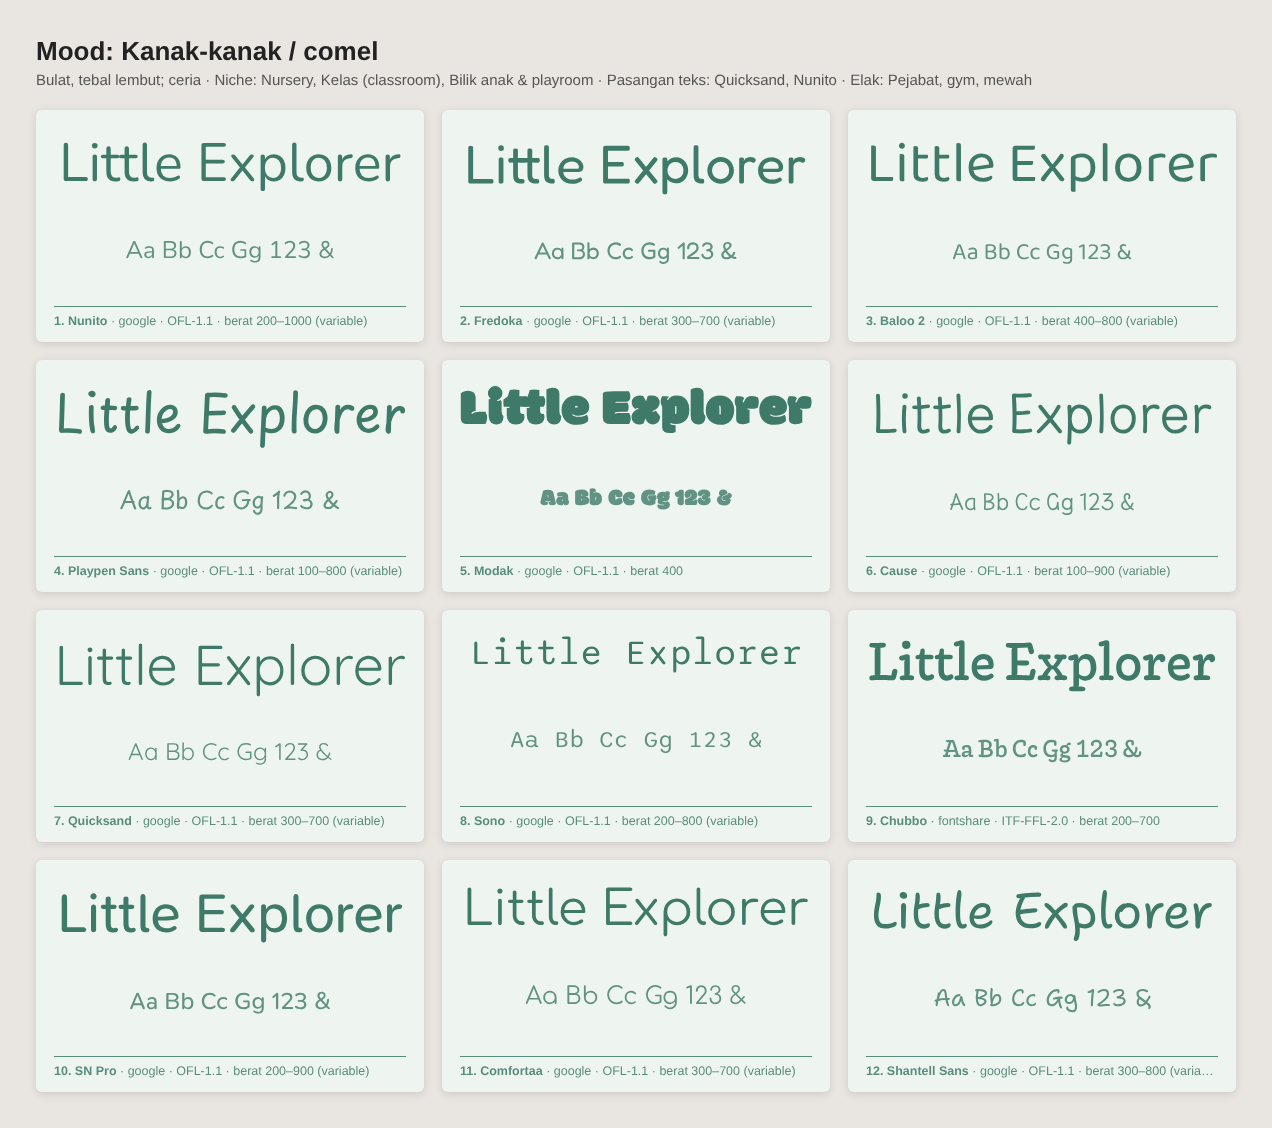 Mood: Kanak-kanak / comel
Bulat, tebal lembut; ceria · Niche: Nursery, Kelas (classroom), Bilik anak & playroom · Pasangan teks: Quicksand, Nunito · Elak: Pejabat, gym, mewah
Little Explorer
Aa Bb Cc Gg 123 &
1. Nunito · google · OFL-1.1 · berat 200–1000 (variable)
Little Explorer
Aa Bb Cc Gg 123 &
2. Fredoka · google · OFL-1.1 · berat 300–700 (variable)
Little Explorer
Aa Bb Cc Gg 123 &
3. Baloo 2 · google · OFL-1.1 · berat 400–800 (variable)
Little Explorer
Aa Bb Cc Gg 123 &
4. Playpen Sans · google · OFL-1.1 · berat 100–800 (variable)
Little Explorer
Aa Bb Cc Gg 123 &
5. Modak · google · OFL-1.1 · berat 400
Little Explorer
Aa Bb Cc Gg 123 &
6. Cause · google · OFL-1.1 · berat 100–900 (variable)
Little Explorer
Aa Bb Cc Gg 123 &
7. Quicksand · google · OFL-1.1 · berat 300–700 (variable)
Little Explorer
Aa Bb Cc Gg 123 &
8. Sono · google · OFL-1.1 · berat 200–800 (variable)
Little Explorer
Aa Bb Cc Gg 123 &
9. Chubbo · fontshare · ITF-FFL-2.0 · berat 200–700
Little Explorer
Aa Bb Cc Gg 123 &
10. SN Pro · google · OFL-1.1 · berat 200–900 (variable)
Little Explorer
Aa Bb Cc Gg 123 &
11. Comfortaa · google · OFL-1.1 · berat 300–700 (variable)
Little Explorer
Aa Bb Cc Gg 123 &
12. Shantell Sans · google · OFL-1.1 · berat 300–800 (varia…